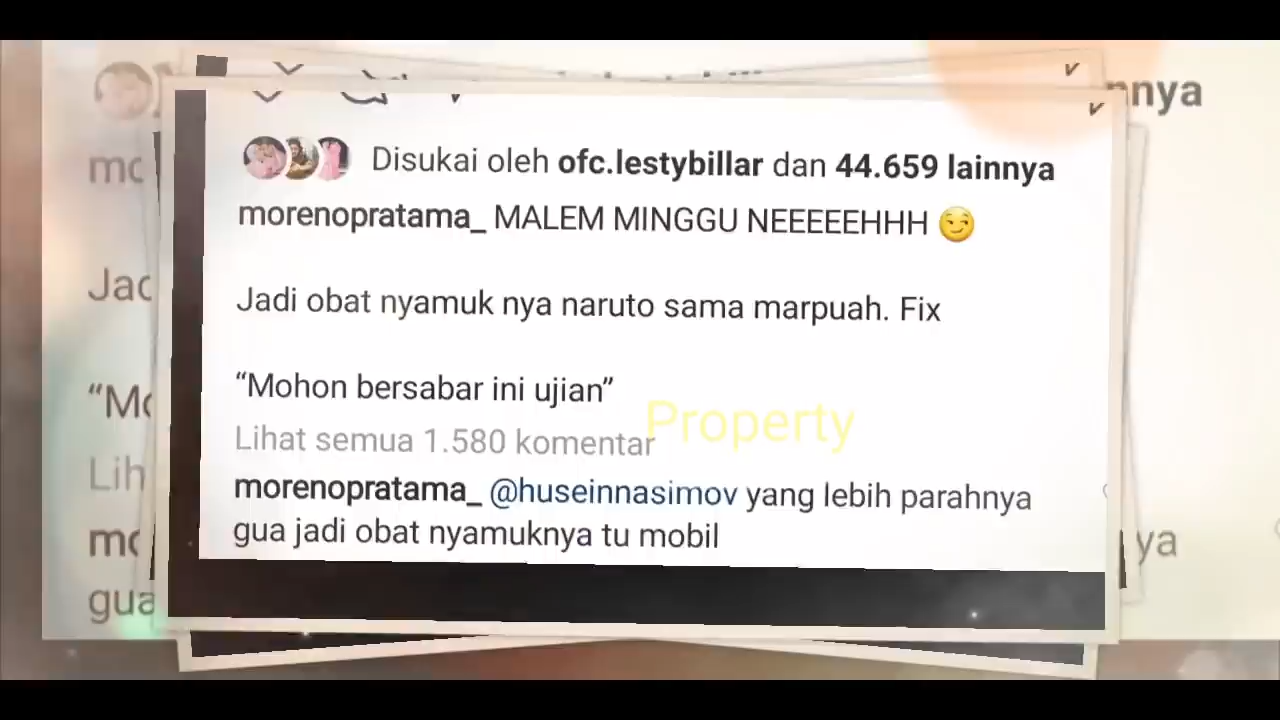 Disukai oleh ofc.lestybillar dan 44.659 lainnya
morenopratama_ MALEM MINGGU NEEEEEHHH 😏
Jadi obat nyamuk nya naruto sama marpuah. Fix
“Mohon bersabar ini ujian”
Property
Lihat semua 1.580 komentar
morenopratama_ @huseinnasimov yang lebih parahnya
gua jadi obat nyamuknya tu mobil